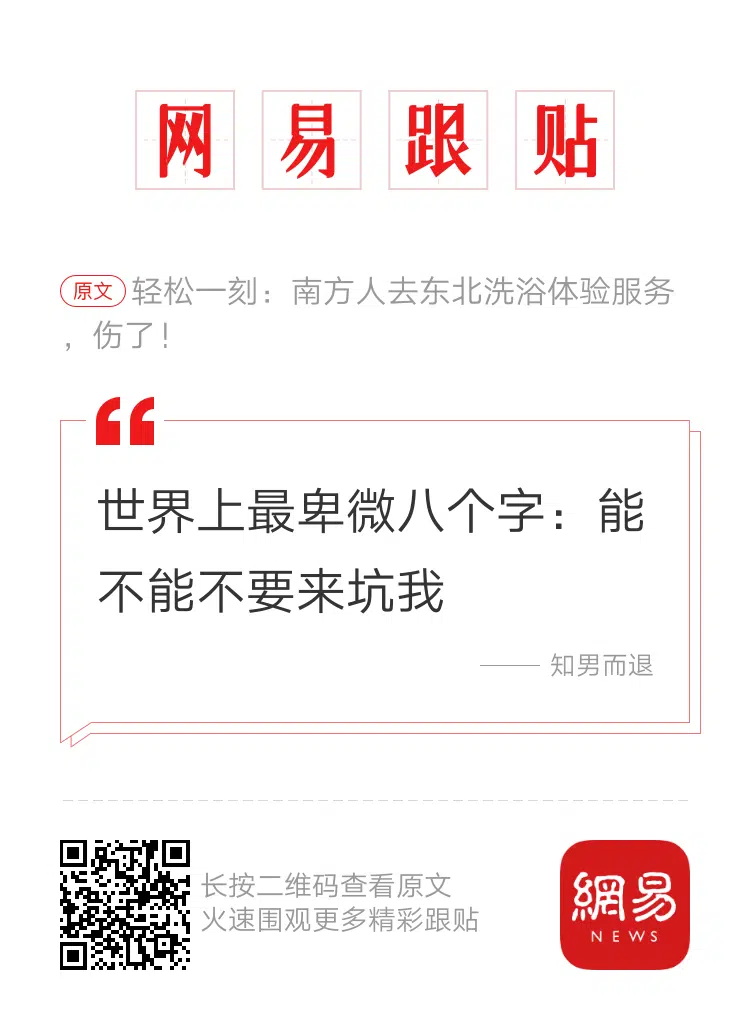 网易跟贴
原文 轻松一刻：南方人去东北洗浴体验服务
，伤了！
世界上最卑微八个字：能
不能不要来坑我
—— 知男而退
长按二维码查看原文
火速围观更多精彩跟贴
網易
NEWS